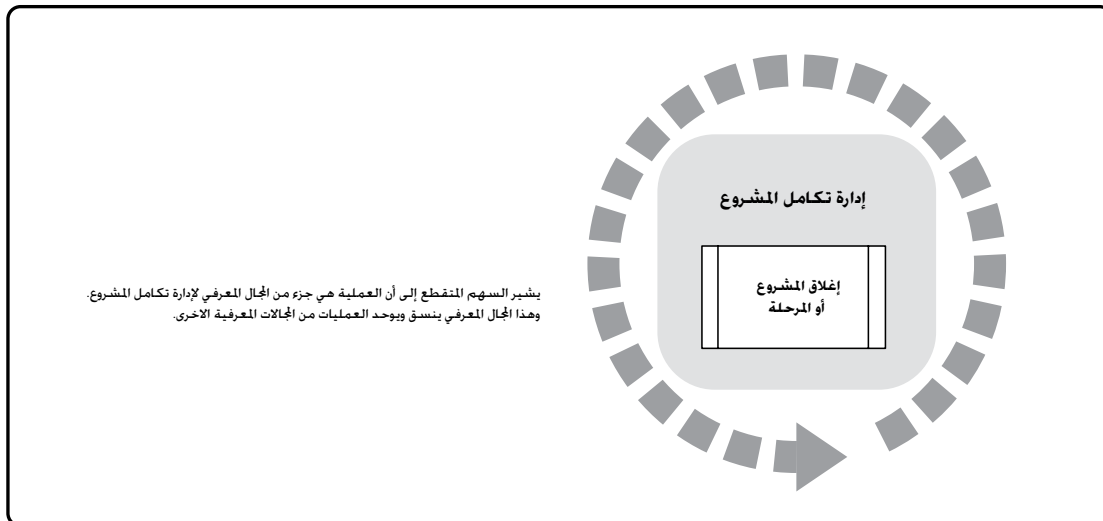 إدارة تكامل المشروع
إغلاق المشروع
أو المرحلة
يشير السهم المتقطع إلى أن العملية هي جزء من المجال المعرفي لإدارة تكامل المشروع.
وهذا المجال المعرفي ينسق ويوحد العمليات من المجالات المعرفية الاخرى.